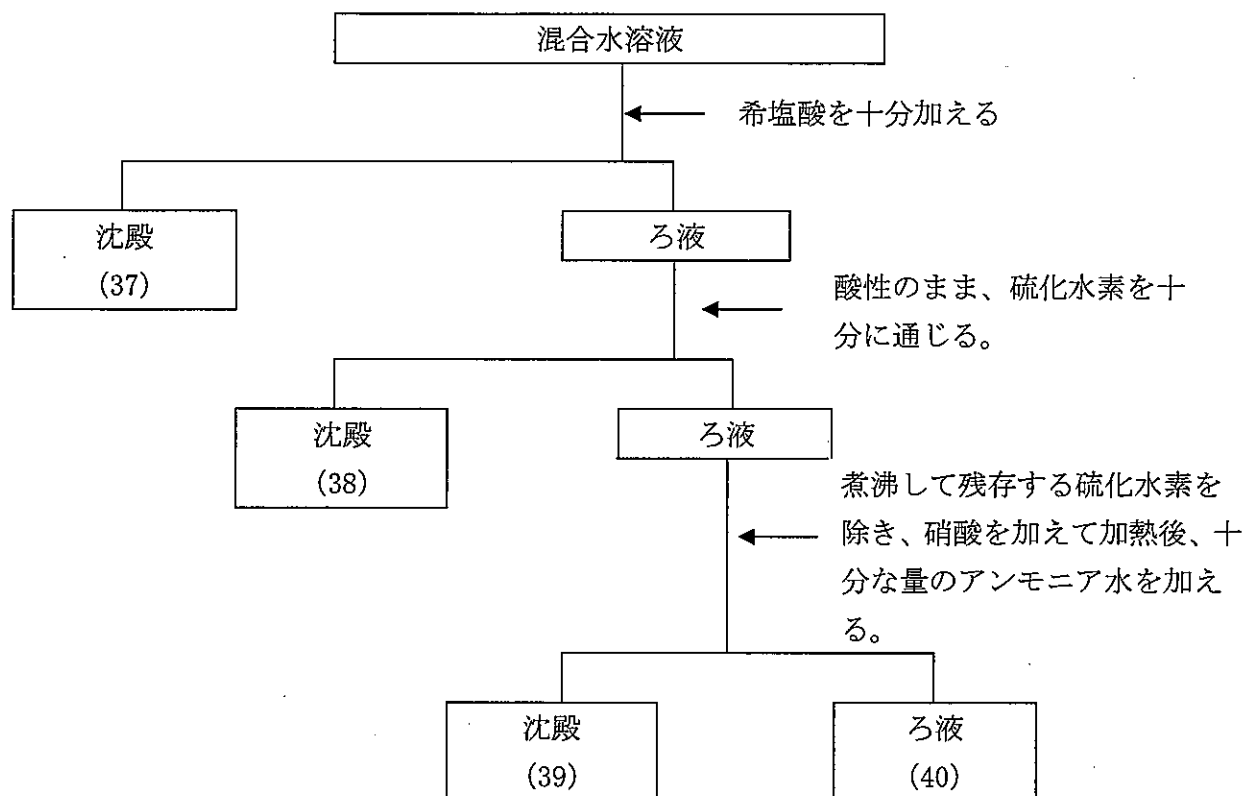 混合水溶液
希塩酸を十分加える
沈殿
(37)
ろ液
酸性のまま、硫化水素を十
分に通じる。
沈殿
(38)
ろ液
煮沸して残存する硫化水素を
除き、硝酸を加えて加熱後、十
分な量のアンモニア水を加え
る。
沈殿
(39)
ろ液
(40)